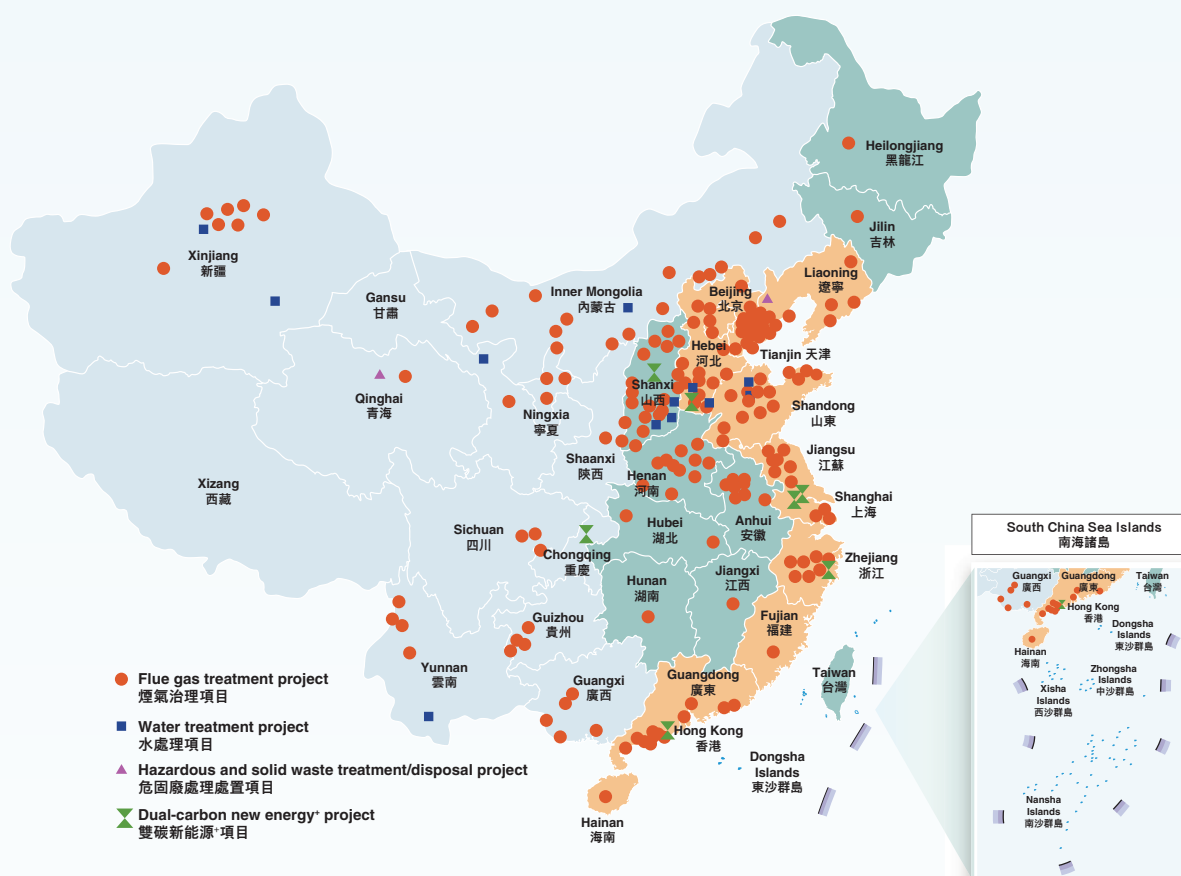 Heilongjiang
黑龍江
Jilin
吉林
Liaoning
遼寧
Xinjiang
新疆
Gansu
甘肅
Inner Mongolia
內蒙古
Beijing
北京
Hebei
河北
Tianjin 天津
Qinghai
青海
Ningxia
寧夏
Shanxi
山西
Shandong
山東
Shaanxi
陝西
Henan
河南
Jiangsu
江蘇
Xizang
西藏
Shanghai
上海
Sichuan
四川
Hubei
湖北
Anhui
安徽
Chongqing
重慶
Zhejiang
浙江
Hunan
湖南
Jiangxi
江西
Guizhou
貴州
Fujian
福建
Yunnan
雲南
Guangxi
廣西
Guangdong
廣東
Taiwan
台灣
Hong Kong
香港
Dongsha
Islands
東沙群島
Hainan
海南
Flue gas treatment project
煙氣治理項目
Water treatment project
水處理項目
Hazardous and solid waste treatment/disposal project
危固廢處理處置項目
Dual-carbon new energy⁺ project
雙碳新能源⁺項目
South China Sea Islands
南海諸島
Guangxi
廣西
Guangdong
廣東
Taiwan
台灣
Hong Kong
香港
Dongsha
Islands
東沙群島
Hainan
海南
Zhongsha
Islands
中沙群島
Xisha
Islands
西沙群島
Nansha
Islands
南沙群島